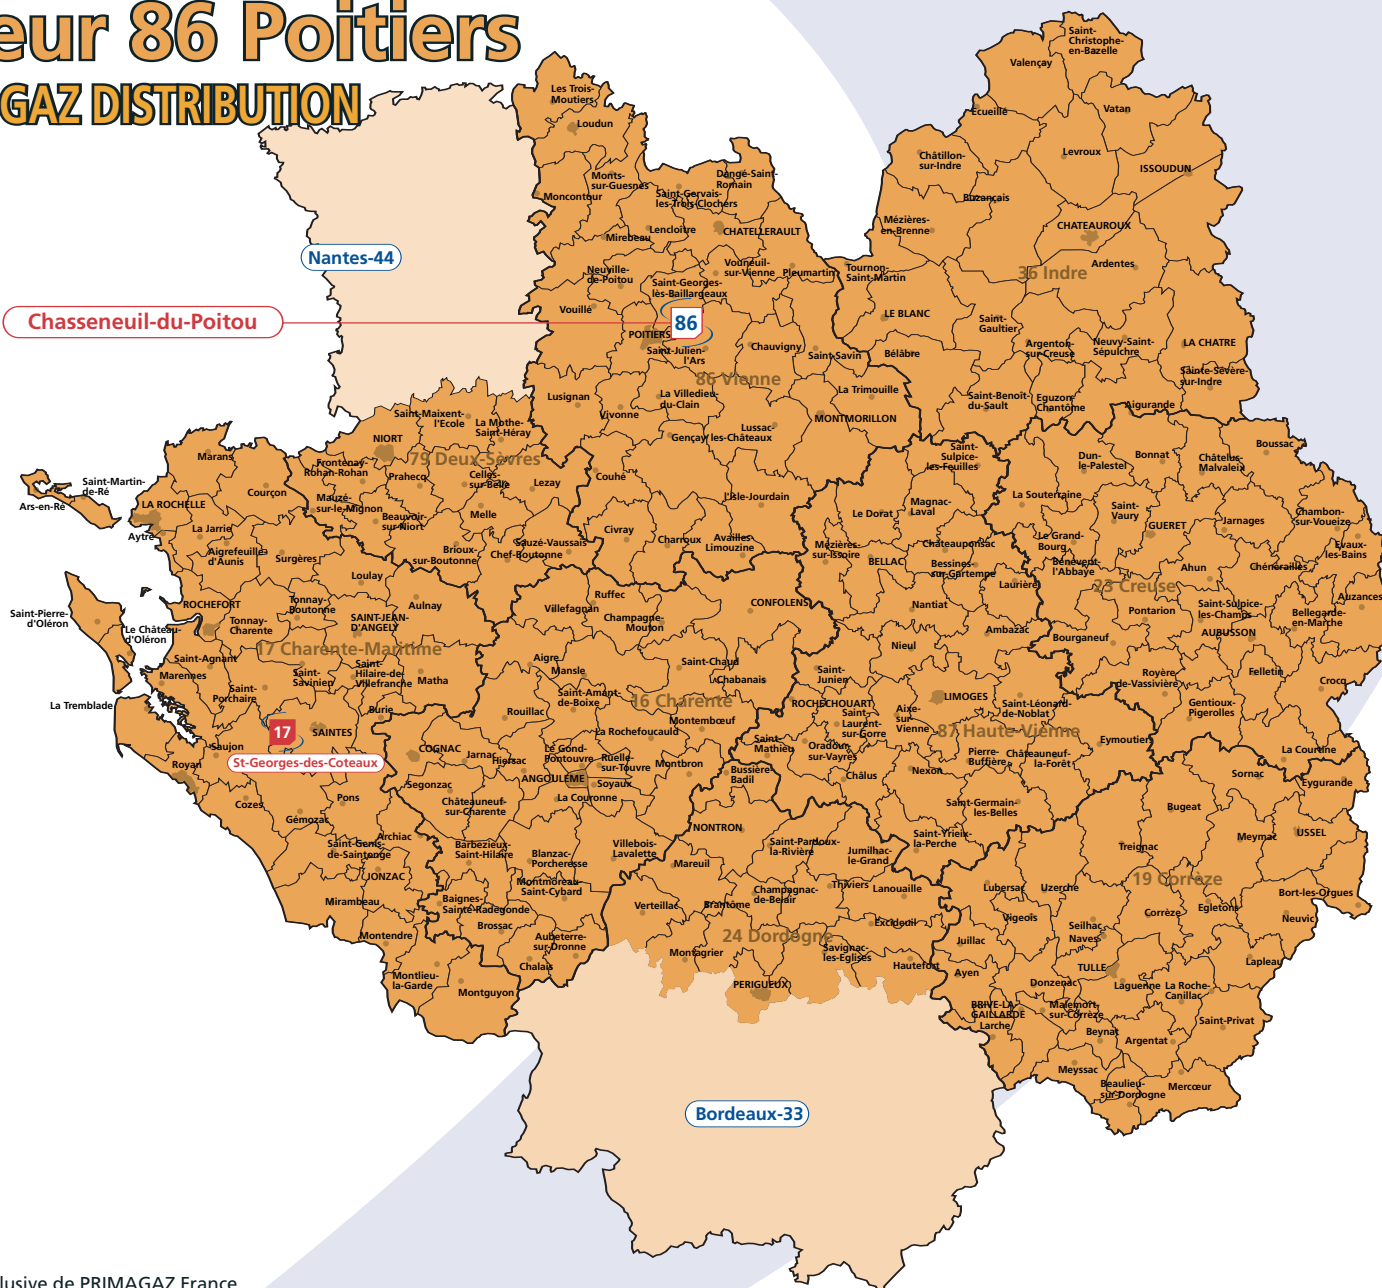 eur 86 Poitiers
GAZ DISTRIBUTION
Saint-
Christophe-
en-Bazelle
Valençay
Ecueillé
Vatan
Les Trois-
Moutiers
Loudun
Châtillon-
sur-Indre
Levroux
ISSOUDUN
Monts-
sur-Guesnes
Moncontour
Saint-Gervais-
les-Trois-Clochers
Dangé-Saint-
Romain
Buzançais
Mézières-
en-Brenne
CHATEAUROUX
Mirebeau
Lencloître
CHATELLERAULT
Nantes-44
Neuville-
de-Poitou
Vouneuil-
sur-Vienne
Pleumartin
Tournon-
Saint-Martin
Ardentes
36 Indre
Saint-Georges-
lès-Baillargeaux
Vouillé
Chasseneuil-du-Poitou
86
POITIERS
LE BLANC
Saint-
Gaultier
Saint-Julien-
l'Ars
Chauvigny
Saint-Savin
Bélâbre
Argenton-
sur-Creuse
Neuvy-Saint-
Sépulchre
LA CHATRE
Sainte-Sévère-
sur-Indre
86 Vienne
Lusignan
Vivonne
La Villedieu-
du-Clain
La Trimouille
MONTMORILLON
Saint-Benoît-
du-Sault
Eguzon-
Chantôme
Aigurande
Saint-Maixent-
l'Ecole
La Mothe-
Saint-Héray
NIORT
79 Deux-Sèvres
Gençay
Lussac-
les-Châteaux
Saint-
Sulpice-
les-Feuilles
Dun-
le-Palestel
Bonnat
Boussac
Châtelus-
Malvaleix
Marans
Frontenay-
Rohan-Rohan
Prahecq
Celles-
sur-Belle
Lezay
Couhé
Saint-Martin-
de-Ré
Ars-en-Ré
Courçon
LA ROCHELLE
Mauzé-
sur-le-Mignon
Beauvoir-
sur-Niort
Melle
L'Isle-Jourdain
Le Dorat
Magnac-
Laval
La Souterraine
Saint-
Vaury
GUERET
Jarnages
Chambon-
sur-Voueize
Aytré
La Jarrie
Aigrefeuille-
d'Aunis
Surgères
Brioux-
sur-Boutonne
Sauzé-Vaussais
Chef-Boutonne
Civray
Charroux
Availles-
Limouzine
Mézières-
sur-Issoire
BELLAC
Châteauponsac
Bessines-
sur-Gartempe
Laurière
Le Grand-
Bourg
Bénévent-
l'Abbaye
23 Creuse
Ahun
Chénerailles
Evaux-
les-Bains
Auzances
Loulay
Aulnay
ROCHEFORT
Tonnay-
Boutonne
Tonnay-
Charente
SAINT-JEAN-
D'ANGELY
Villefagnan
Ruffec
Champagne-
Mouton
CONFOLENS
Nantiat
Ambazac
Pontarion
Bourganeuf
Saint-Sulpice-
les-Champs
AUBUSSON
Bellegarde-
en-Marche
Saint-Pierre-
d'Oléron
Le Château-
d'Oléron
17 Charente-Maritime
Saint-Agnant
Marennes
Saint-
Porchaire
Saint-
Savinien
Saint-
Hilaire-de-
Villefranche
Matha
Aigre
Mansle
Saint-Chaud
Chabanais
Saint-
Junien
Nieul
Royère
de-Vassivière
Felletin
Crocq
La Tremblade
Burie
Rouillac
Saint-Amant-
de-Boixe
16 Charente
Montembœuf
ROCHECHOUART
Saint-
Laurent-
sur-Gorre
Aixe-
sur-
Vienne
LIMOGES
Saint-Léonard-
de-Noblat
87 Haute-Vienne
Gentioux-
Pigerolles
17
SAINTES
St-Georges-des-Coteaux
Saujon
Royan
COGNAC
Jarnac
Hiersac
La Rochefoucauld
Le Gond-
Pontouvre
Ruelle-
sur-Touvre
Montbron
Saint-
Mathieu
Oradour-
sur-Vayres
Pierre-
Buffière
Châteauneuf-
la-Forêt
Eymoutiers
La Courtine
Segonzac
ANGOULEME
Soyaux
La Couronne
Bussière-
Badil
Châlus
Nexon
Sornac
Eygurande
Cozes
Pons
Gémozac
Châteauneuf-
sur-Charente
Saint-Germain-
les-Belles
Bugeat
Meymac
USSEL
Archiac
Saint-Genis-
de-Saintonge
JONZAC
Barbezieux-
Saint-Hilaire
Blanzac-
Porcheresse
Villebois-
Lavalette
NONTRON
Mareuil
Saint-Pardoux-
la-Rivière
Jumilhac-
le-Grand
Saint-Yrieix-
la-Perche
Treignac
19 Corrèze
Mirambeau
Montmoreau-
Saint-Cybard
Baignes-
Sainte-Radegonde
Verteillac
Brantôme
Champagnac-
de-Belair
Thiviers
Lanouaille
Lubersac
Uzerche
Vigeois
Corrèze
Egletons
Bort-les-Orgues
Neuvic
Montendre
Brossac
Aubeterre-
sur-Dronne
Chalais
24 Dordogne
Excideuil
Savignac-
les-Eglises
Hautefort
Juillac
Seilhac
Naves
Montlieu-
la-Garde
Montguyon
Montagrier
PERIGUEUX
Ayen
TULLE
Donzenac
Laguenne
La Roche-
Canillac
Lapleau
BRIVE-LA-
GAILLARDE
Larche
Malemort-
sur-Corrèze
Beynat
Argentat
Saint-Privat
Meyssac
Beaulieu-
sur-Dordogne
Mercœur
Bordeaux-33
lusive de PRIMAGAZ France